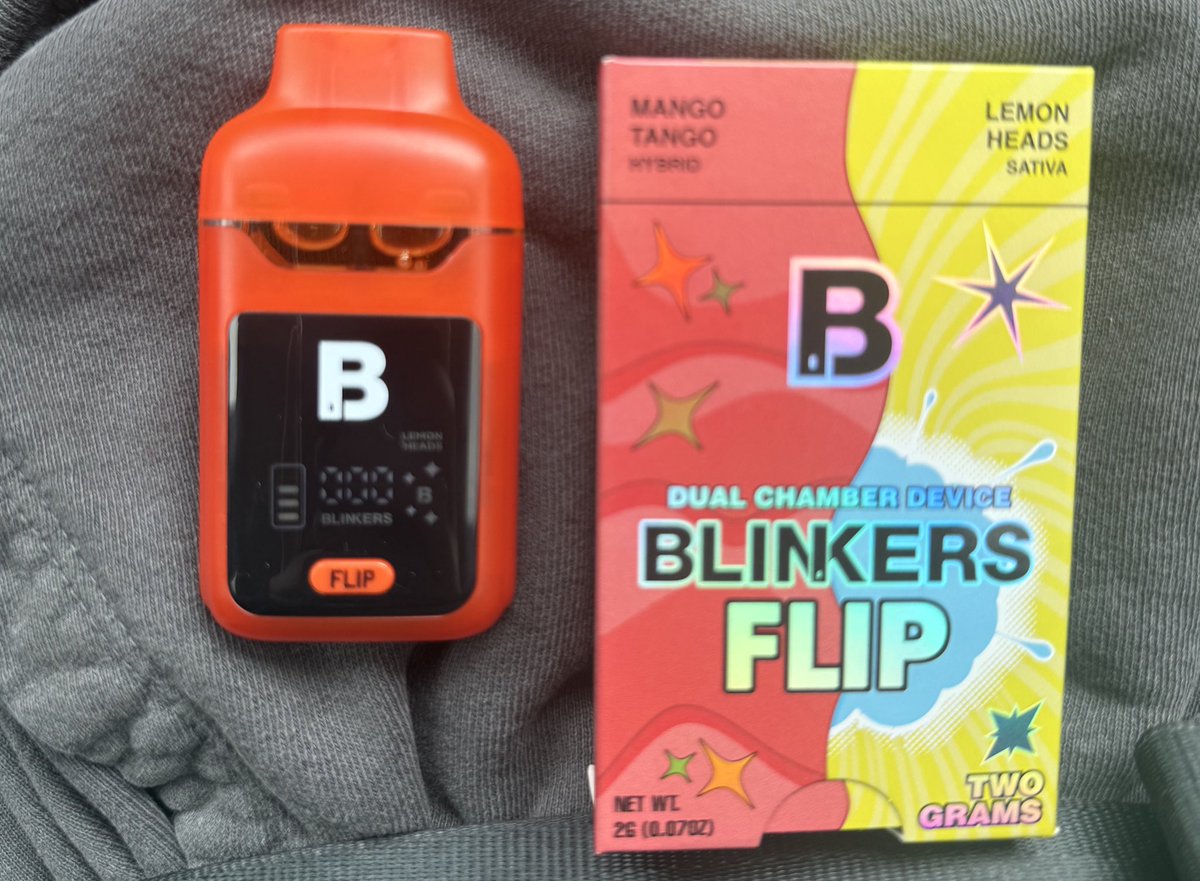 B
LEMON
HEADS
000
BLINKERS
B
FLIP
MANGO
TANGO
HYBRID
LEMON
HEADS
SATIVA
B
DUAL CHAMBER DEVICE
BLINKERS
FLIP
TWO
GRAMS
NET WT.
2G (0.07OZ)